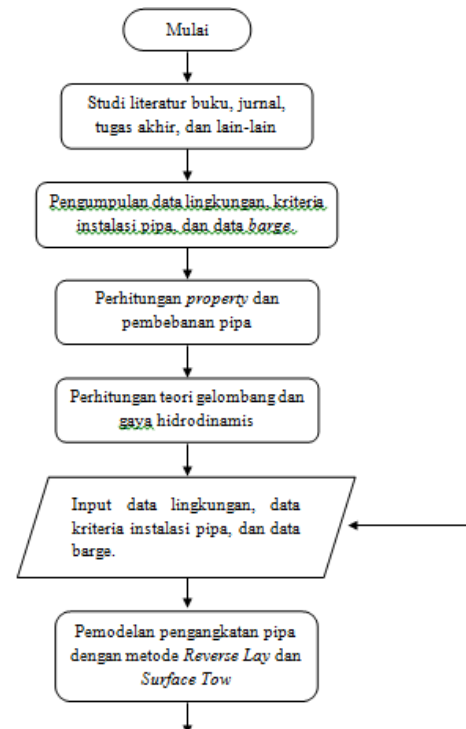 Mulai
Studi literatur buku, jurnal,
tugas akhir, dan lain-lain
Pengumpulan data lingkungan, kriteria
instalasi pipa, dan data barge.
Perhitungan property dan
pembebanan pipa
Perhitungan teori gelombang dan
gaya hidrodinamis
Input data lingkungan, data
kriteria instalasi pipa, dan data
barge.
Pemodelan pengangkatan pipa
dengan metode Reverse Lay dan
Surface Tow